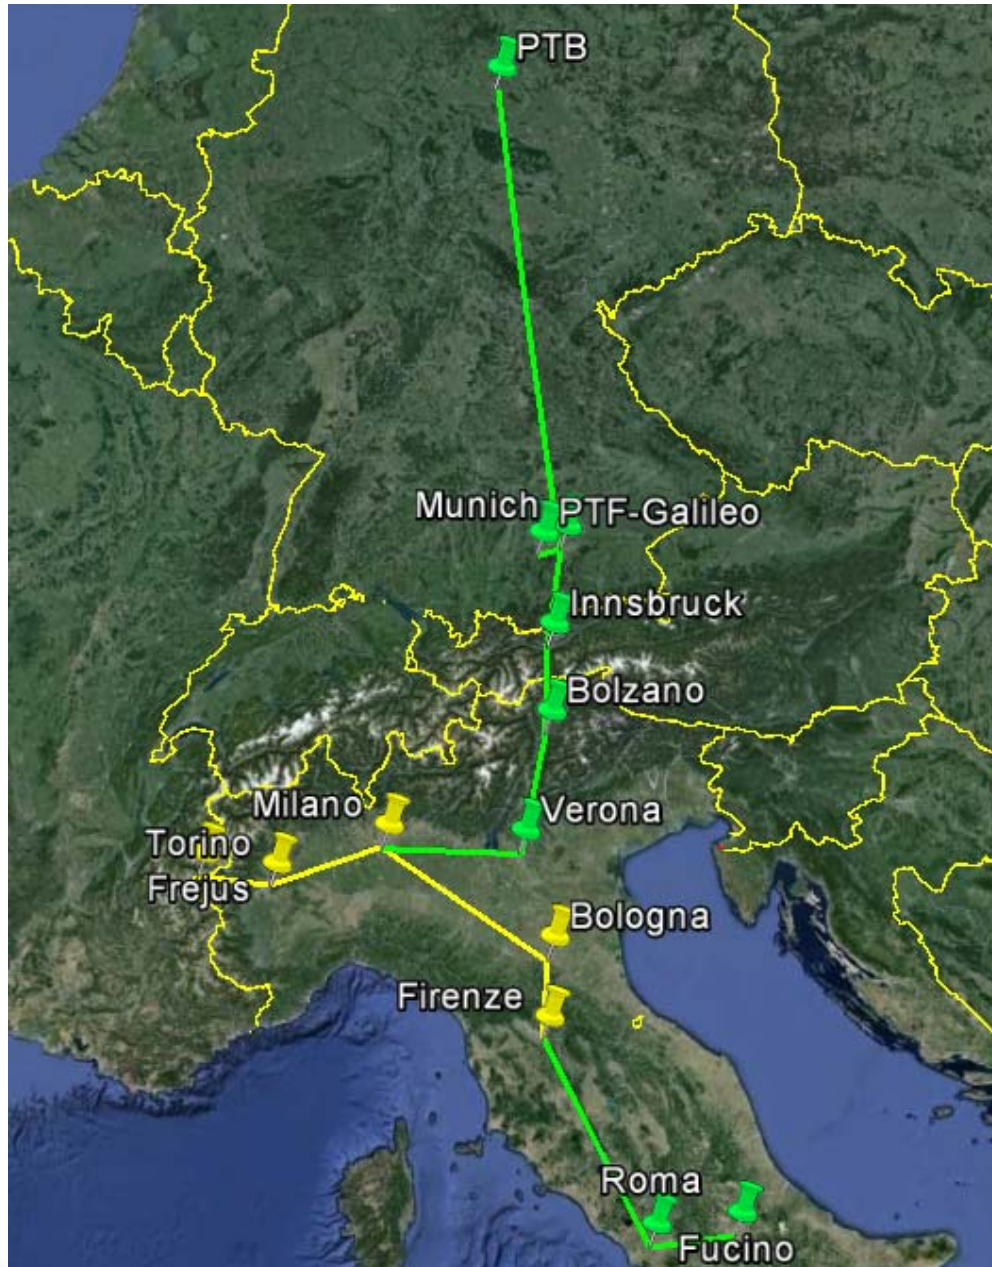 PTB
Munich
PTF-Galileo
Innsbruck
Bolzano
Milano
Verona
Torino
Frejus
Bologna
Firenze
Roma
Fucino